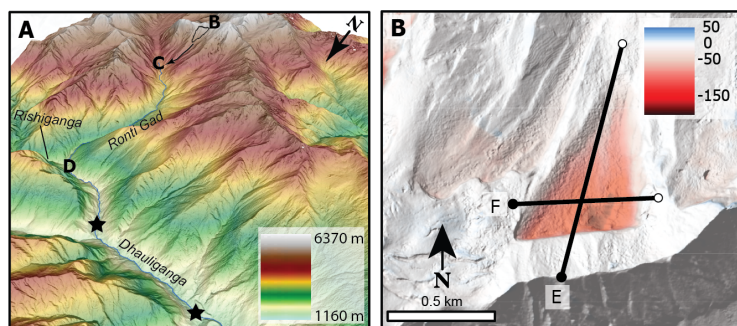 A
B
N
C
Rishiganga
Ronti Gad
D
Dhauliganga
6370 m
1160 m
B
50
0
-50
-150
F
N
E
0.5 km